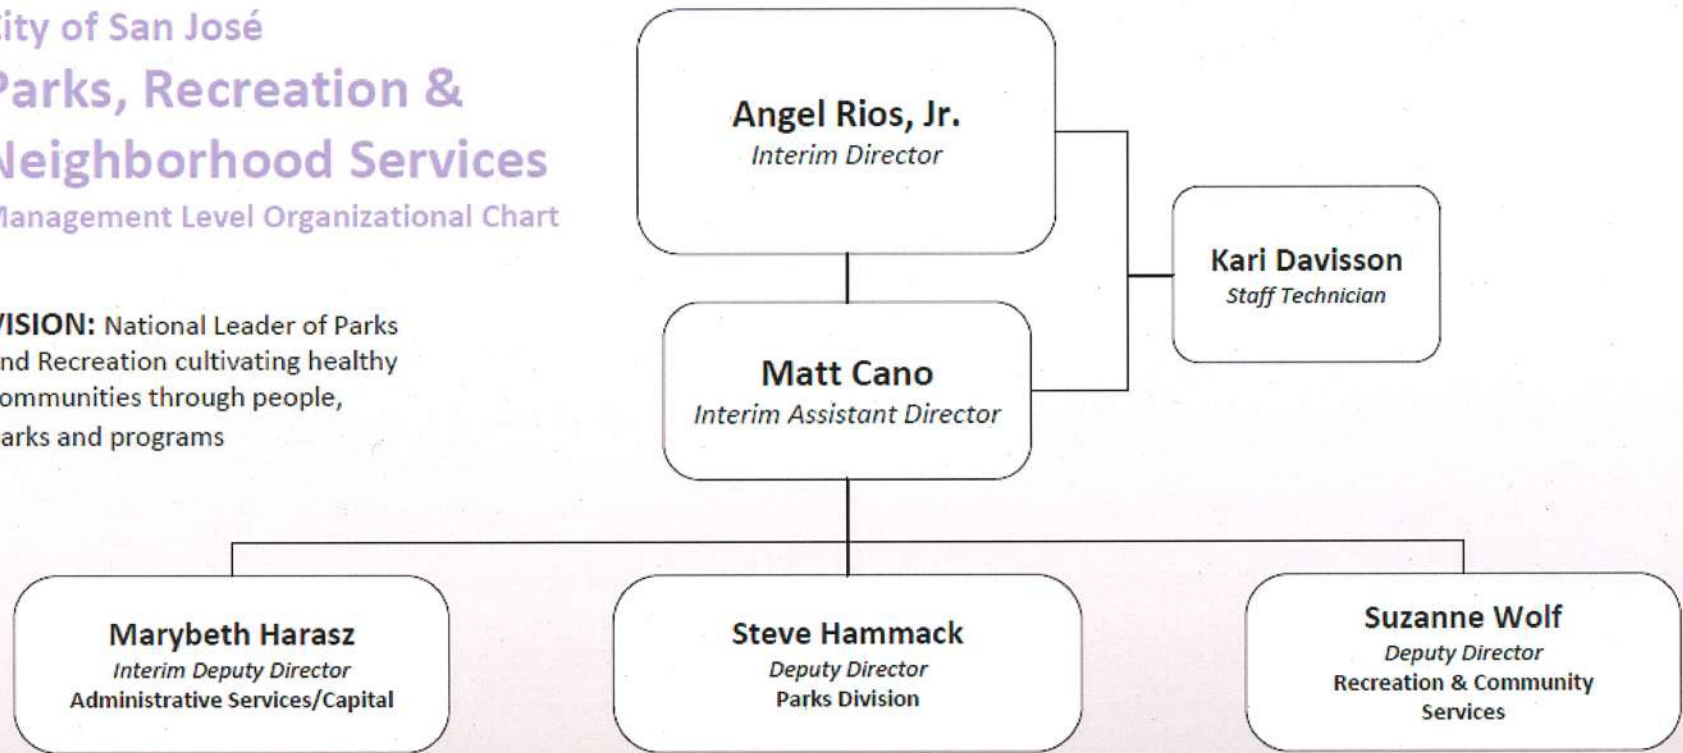 ity of San José
Parks, Recreation &
Neighborhood Services
Management Level Organizational Chart
VISION: National Leader of Parks
nd Recreation cultivating healthy
ommunities through people,
arks and programs
Angel Rios, Jr.
Interim Director
Kari Davisson
Staff Technician
Matt Cano
Interim Assistant Director
Marybeth Harasz
Interim Deputy Director
Administrative Services/Capital
Steve Hammack
Deputy Director
Parks Division
Suzanne Wolf
Deputy Director
Recreation & Community
Services